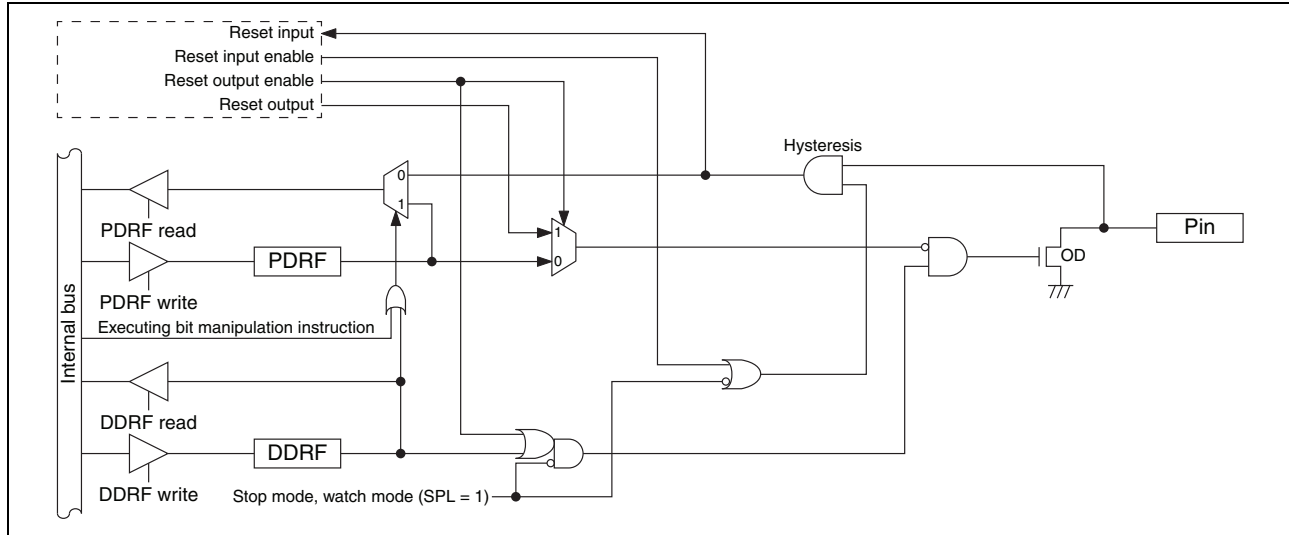 Reset input
Reset input enable
Reset output enable
Reset output
Hysteresis
0
1
PDRF read
Pin
1
PDRF
0
OD
PDRF write
Executing bit manipulation instruction
Internal bus
DDRF read
DDRF
DDRF write
Stop mode, watch mode (SPL = 1)